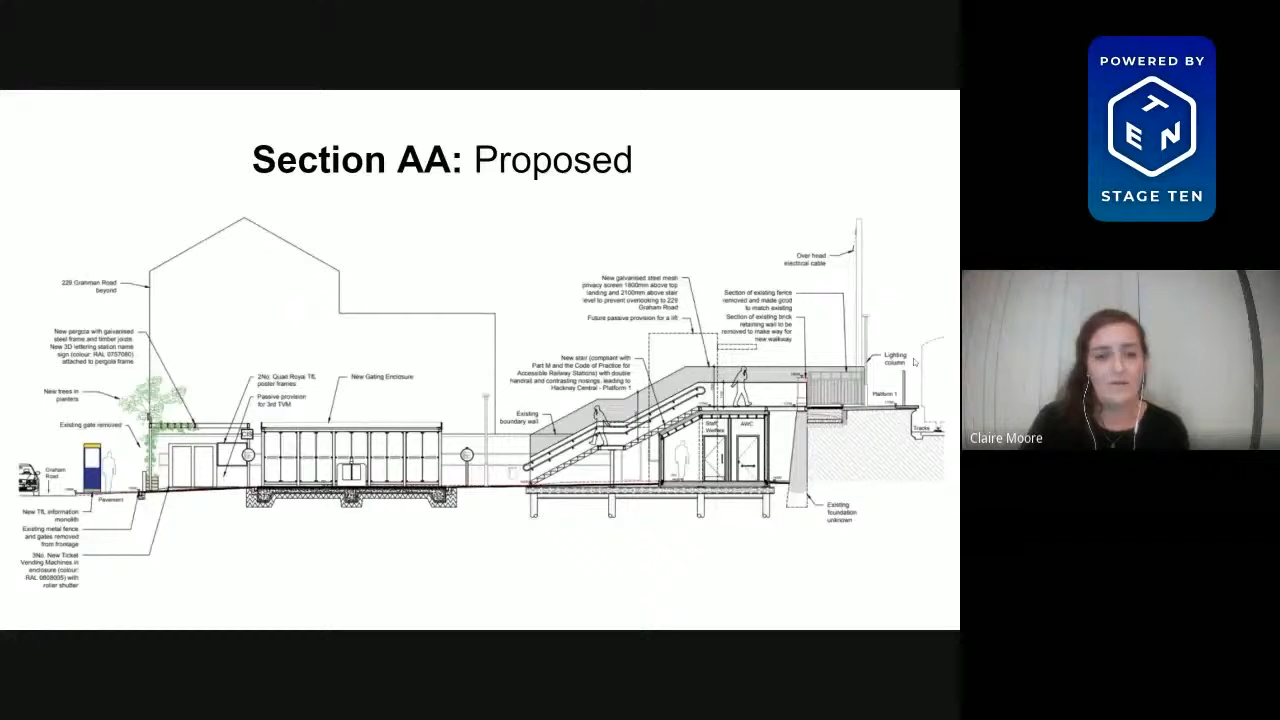 Section AA: Proposed
229 Grahman Road
beyond
New pergola with galvanised
steel frame and timber joists.
New 3D lettering station name
sign (colour: RAL 0707080)
attached to pergola frame
New trees in
planters
Existing gate removed
Graham
Road
Pavement
New TfL information
monolith
Existing metal fence
and gates removed
from frontage
3No. New Ticket
Vending Machines in
enclosure (colour:
RAL 0808005) with
roller shutter
2No. Quad Royal TfL
poster frames
Passive provision
for 3rd TVM
New Gating Enclosure
Existing
boundary wall
New stair (compliant with
Part M and the Code of Practice for
Accessible Railway Stations) with double
handrail and contrasting nosings, leading to
Hackney Central - Platform 1
New galvanised steel mesh
privacy screen 1800mm above top
landing and 2100mm above stair
level to prevent overlooking to 229
Graham Road
Future passive provision for a lift
Section of existing fence
removed and made good
to match existing
Section of existing brick
retaining wall to be
removed to make way for
new walkway
Over head
electrical cable
Lighting
column
Platform 1
Tracks
Staff
Welfare
AWC
Existing
foundation
unknown
POWERED BY
TEN
STAGE TEN
Claire Moore